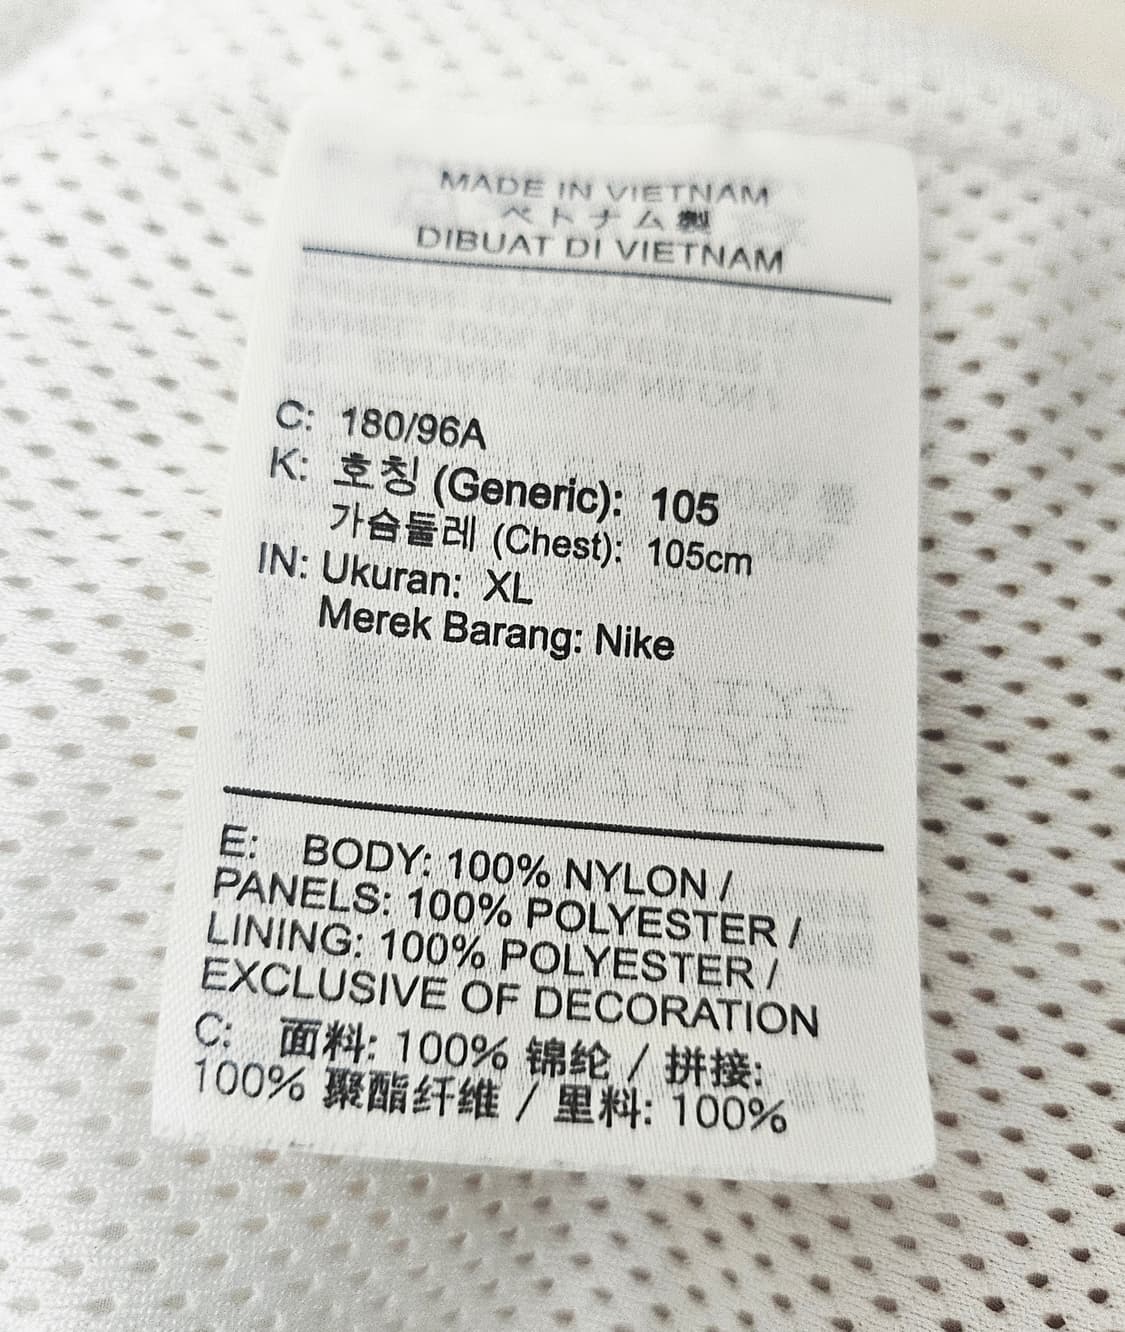 MADE IN VIETNAM
ベトナム製
DIBUAT DI VIETNAM
C: 180/96A
K: 호칭 (Generic): 105
가슴둘레 (Chest): 105cm
IN: Ukuran: XL
Merek Barang: Nike
E: BODY: 100% NYLON /
PANELS: 100% POLYESTER /
LINING: 100% POLYESTER /
EXCLUSIVE OF DECORATION
C: 面料: 100% 锦纶 / 拼接:
100% 聚酯纤维 / 里料: 100%